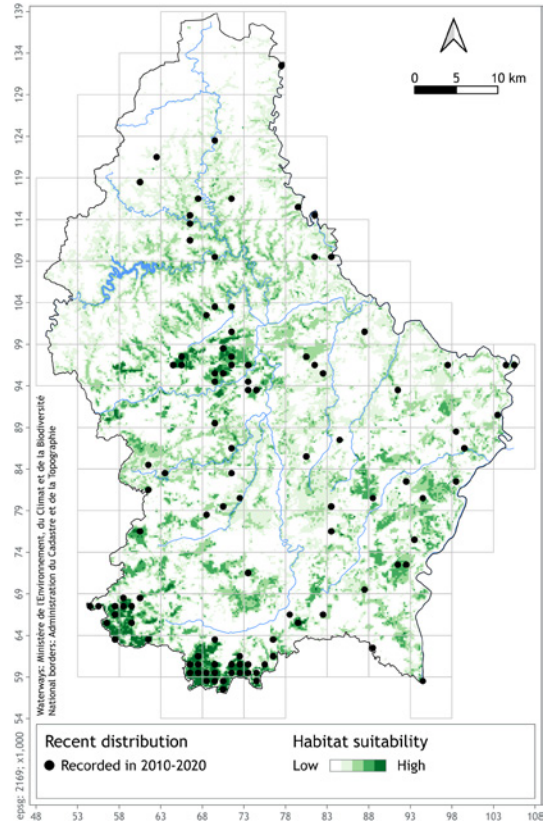 139
129
124
119
114
109
104
99
94
89
84
79
74
69
64
59
54
0 5 10 km
Waterways: Ministère de l'Environnement, du Climat et de la Biodiversité
National borders: Administration du Cadastre et de la Topographie
epsg: 2169; x1,000
Recent distribution
Recorded in 2010-2020
Habitat suitability
Low High
48 53 58 63 68 73 78 83 88 93 98 103 108